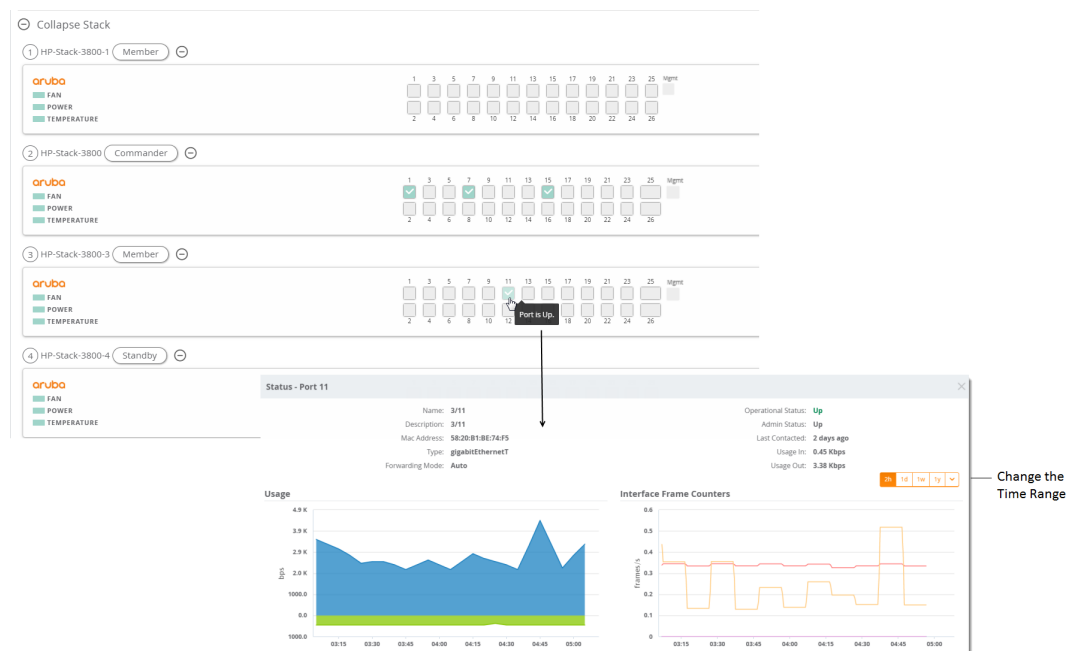 Collapse Stack
1 HP-Stack-3800-1 Member
aruba
FAN
POWER
TEMPERATURE
1 3 5 7 9 11 13 15 17 19 21 23 25 Mgmt
2 4 6 8 10 12 14 16 18 20 22 24 26
2 HP-Stack-3800 Commander
aruba
FAN
POWER
TEMPERATURE
1 3 5 7 9 11 13 15 17 19 21 23 25 Mgmt
2 4 6 8 10 12 14 16 18 20 22 24 26
3 HP-Stack-3800-3 Member
aruba
FAN
POWER
TEMPERATURE
1 3 5 7 9 11 13 15 17 19 21 23 25 Mgmt
Port is Up.
2 4 6 8 10 12 18 20 22 24 26
4 HP-Stack-3800-4 Standby
aruba
FAN
POWER
TEMPERATURE
Status - Port 11
Name: 3/11
Description: 3/11
Mac Address: 58:20:B1:BE:74:F5
Type: gigabitEthernetT
Forwarding Mode: Auto
Operational Status: Up
Admin Status: Up
Last Contacted: 2 days ago
Usage In: 0.45 Kbps
Usage Out: 3.38 Kbps
2h 1d 1w 1y
Change the
Time Range
Usage
4.9 K
3.9 K
2.9 K
2.0 K
1000.0
0.0
1000.0
bps
03:15 03:30 03:45 04:00 04:15 04:30 04:45 05:00
Interface Frame Counters
0.6
0.5
0.4
0.3
0.2
0.1
0
frames/s
03:15 03:30 03:45 04:00 04:15 04:30 04:45 05:00